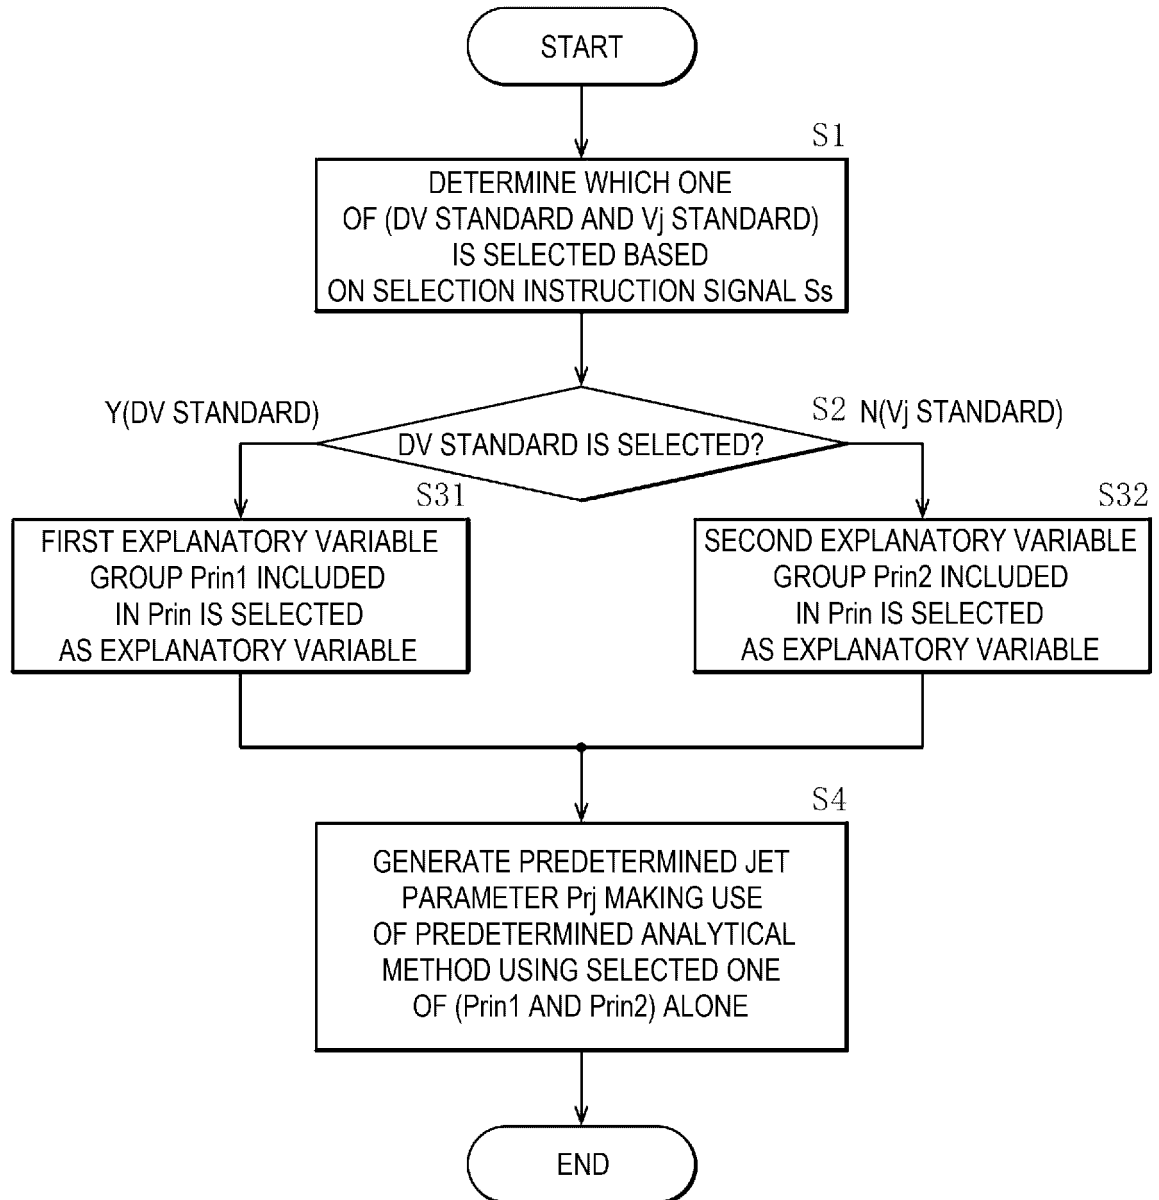 START
S1
DETERMINE WHICH ONE
OF (DV STANDARD AND Vj STANDARD)
IS SELECTED BASED
ON SELECTION INSTRUCTION SIGNAL Ss
Y(DV STANDARD)
S2
N(Vj STANDARD)
DV STANDARD IS SELECTED?
S31
FIRST EXPLANATORY VARIABLE
GROUP Prin1 INCLUDED
IN Prin IS SELECTED
AS EXPLANATORY VARIABLE
S32
SECOND EXPLANATORY VARIABLE
GROUP Prin2 INCLUDED
IN Prin IS SELECTED
AS EXPLANATORY VARIABLE
S4
GENERATE PREDETERMINED JET
PARAMETER Prj MAKING USE
OF PREDETERMINED ANALYTICAL
METHOD USING SELECTED ONE
OF (Prin1 AND Prin2) ALONE
END